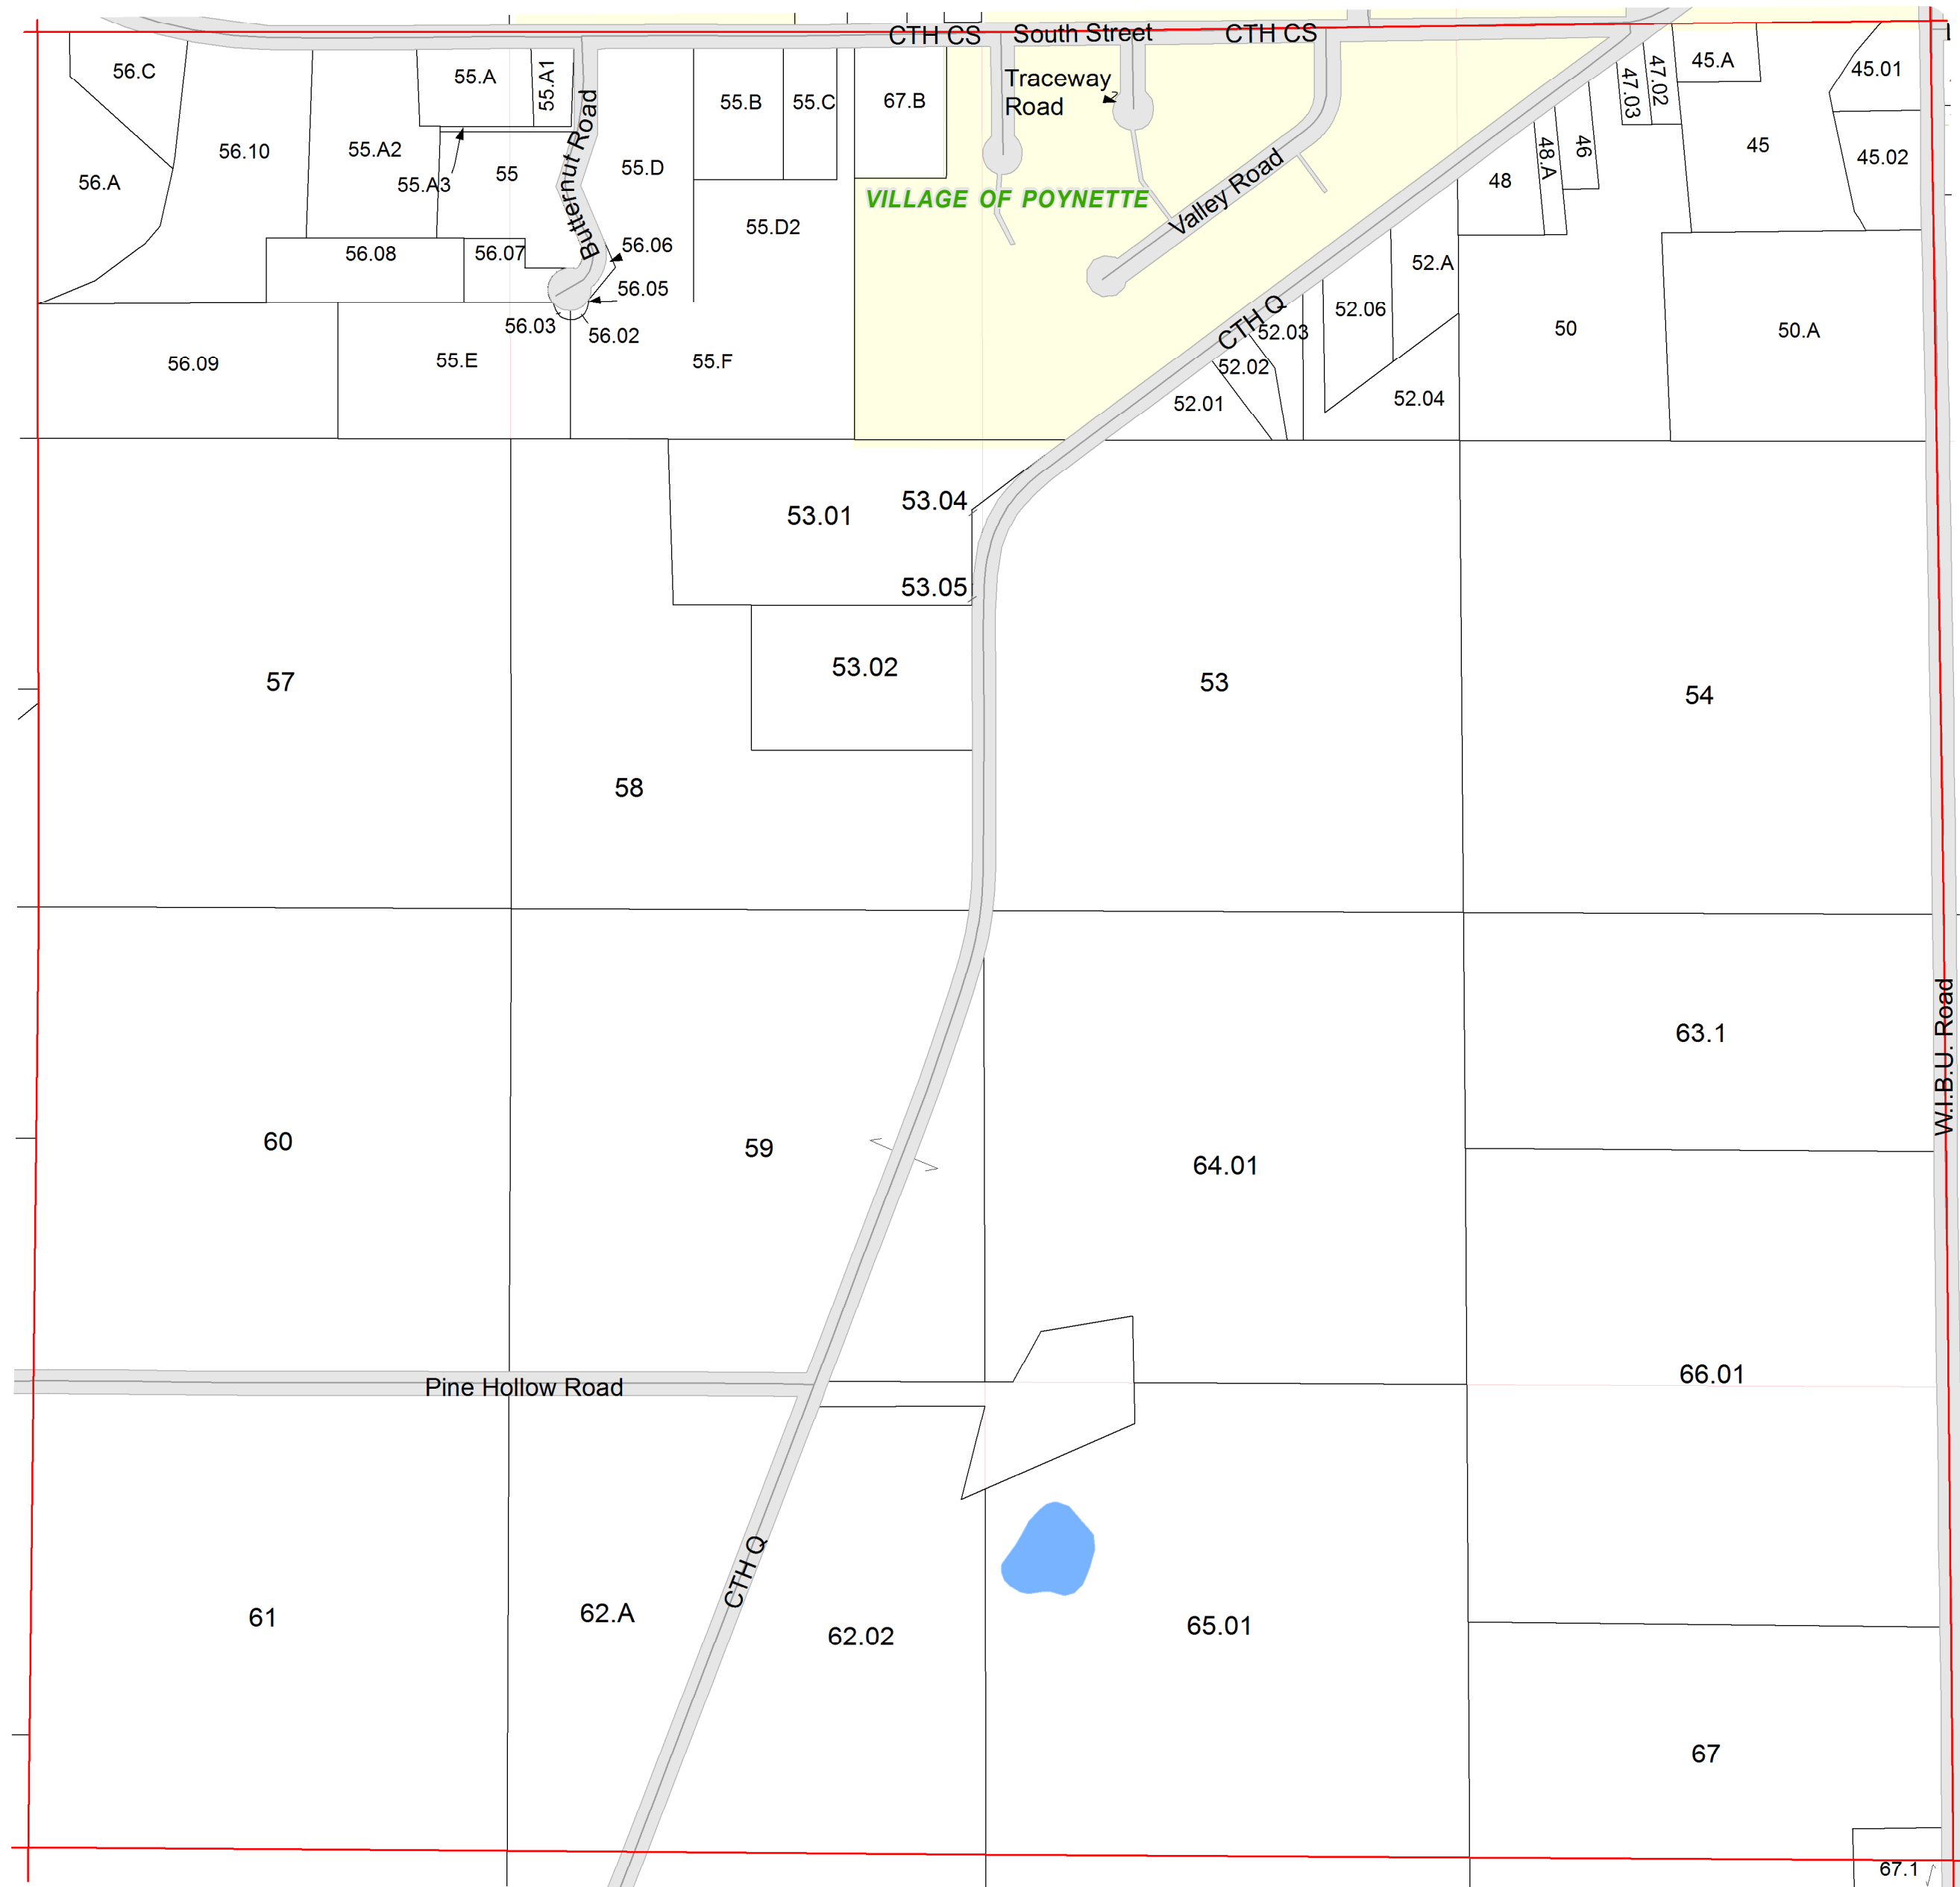 CTH CS
South Street
CTH CS
56.C
55.A
55.A1
55.B
55.C
67.B
Traceway
Road
47.03
47.02
45.A
45.01
56.A
56.10
55.A2
55.A3
55
Butternut Road
55.D
VILLAGE OF POYNETTE
Valley Road
48
48.A
46
45
45.02
56.08
56.07
56.06
56.05
55.D2
52.A
56.03
56.02
CTH Q
52.03
52.06
50
50.A
56.09
55.E
55.F
52.02
52.01
52.04
53.01
53.04
53.05
53.02
57
53
54
58
63.1
W.I.B.U. Road
60
59
64.01
66.01
Pine Hollow Road
CTH Q
61
62.A
62.02
65.01
67
67.1